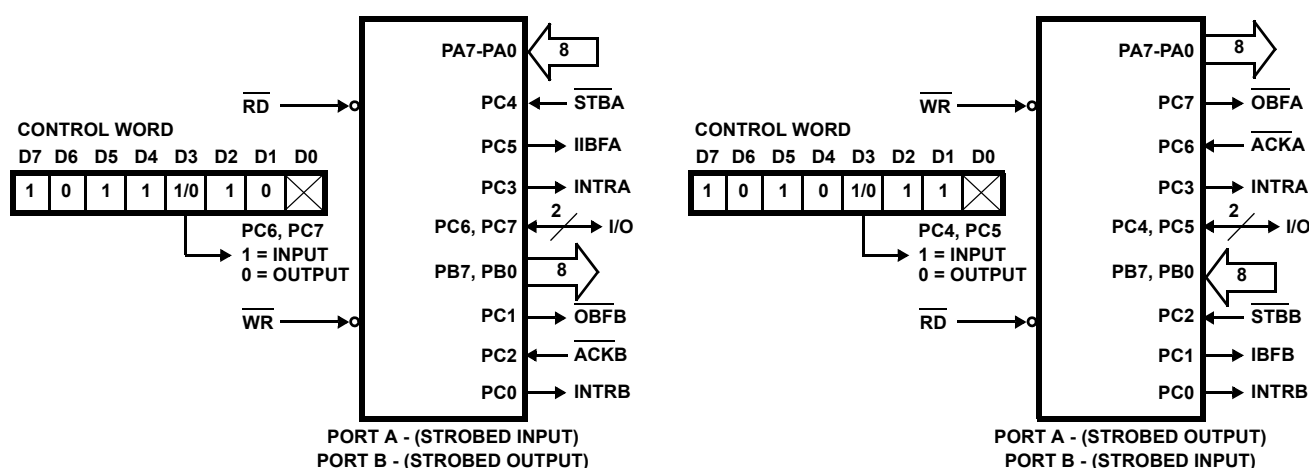 PA7-PA0
8
RD
PC4
STBA
CONTROL WORD
D7 D6 D5 D4 D3 D2 D1 D0
1 0 1 1 1/0 1 0
PC5
IIBFA
PC3
INTRA
PC6, PC7
2
I/O
PC6, PC7
1 = INPUT
0 = OUTPUT
PB7, PB0
8
WR
PC1
OBFB
PC2
ACKB
PC0
INTRB
PORT A - (STROBED INPUT)
PORT B - (STROBED OUTPUT)
PA7-PA0
8
WR
PC7
OBFA
CONTROL WORD
D7 D6 D5 D4 D3 D2 D1 D0
1 0 1 0 1/0 1 1
PC6
ACKA
PC3
INTRA
PC4, PC5
2
I/O
PC4, PC5
1 = INPUT
0 = OUTPUT
PB7, PB0
8
RD
PC2
STBB
PC1
IBFB
PC0
INTRB
PORT A - (STROBED OUTPUT)
PORT B - (STROBED INPUT)